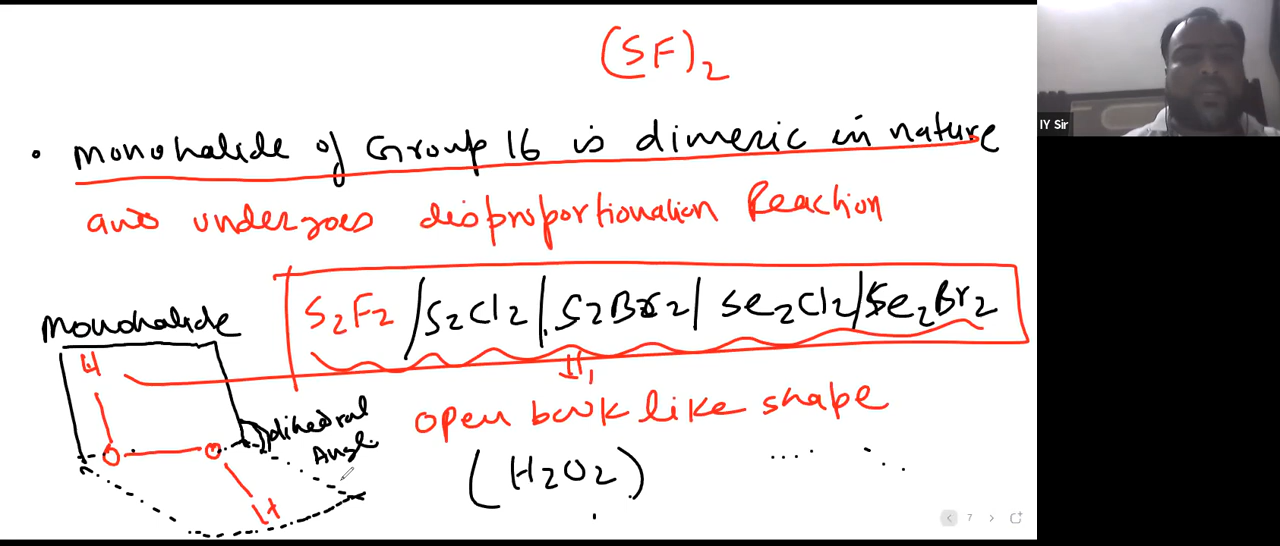 (SF)₂
IY Sir
• Monohalide of Group 16 is dimeric in nature
and undergoes disproportionation Reaction
S₂F₂ / S₂Cl₂ / S₂Br₂ / Se₂Cl₂ / Se₂Br₂
Monohalide
H
O O
H
dihedral
Angle
open book like shape
(H₂O₂)
7